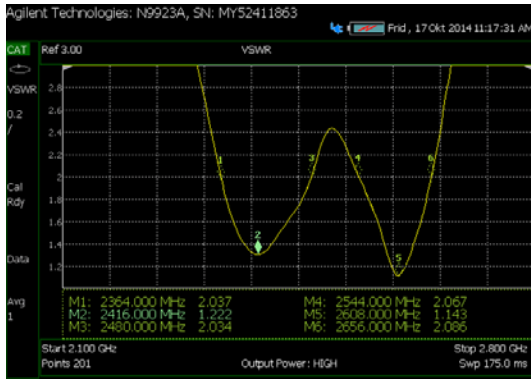 Agilent Technologies: N9923A, SN: MY52411863
Frid, 17 Okt 2014 11:17:31 AM
CAT
Ref 3.00
VSWR
VSWR
0.2
/
Cal
Rdy
Data
Avg
1
2.8
2.6
2.4
2.2
2
1.8
1.6
1.4
1.2
1
2
3
4
5
6
M1: 2364.000 MHz 2.037
M2: 2416.000 MHz 1.222
M3: 2480.000 MHz 2.034
M4: 2544.000 MHz 2.067
M5: 2608.000 MHz 1.143
M6: 2656.000 MHz 2.086
Start 2.100 GHz
Stop 2.800 GHz
Points 201
Output Power: HIGH
Swp 175.0 ms